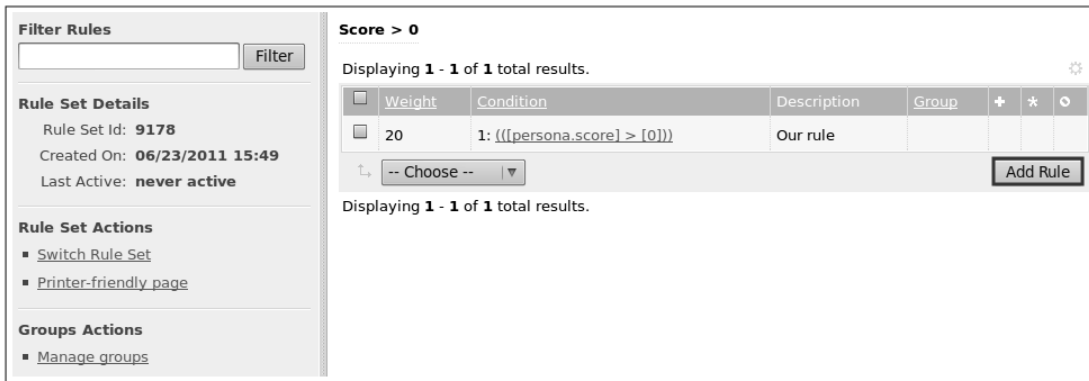 Filter Rules
Filter
Rule Set Details
Rule Set Id: 9178
Created On: 06/23/2011 15:49
Last Active: never active
Rule Set Actions
Switch Rule Set
Printer-friendly page
Groups Actions
Manage groups
Score > 0
Displaying 1 - 1 of 1 total results.
Weight Condition Description Group + * 
20 1: (([persona.score] > [0])) Our rule
-- Choose -- Add Rule
Displaying 1 - 1 of 1 total results.